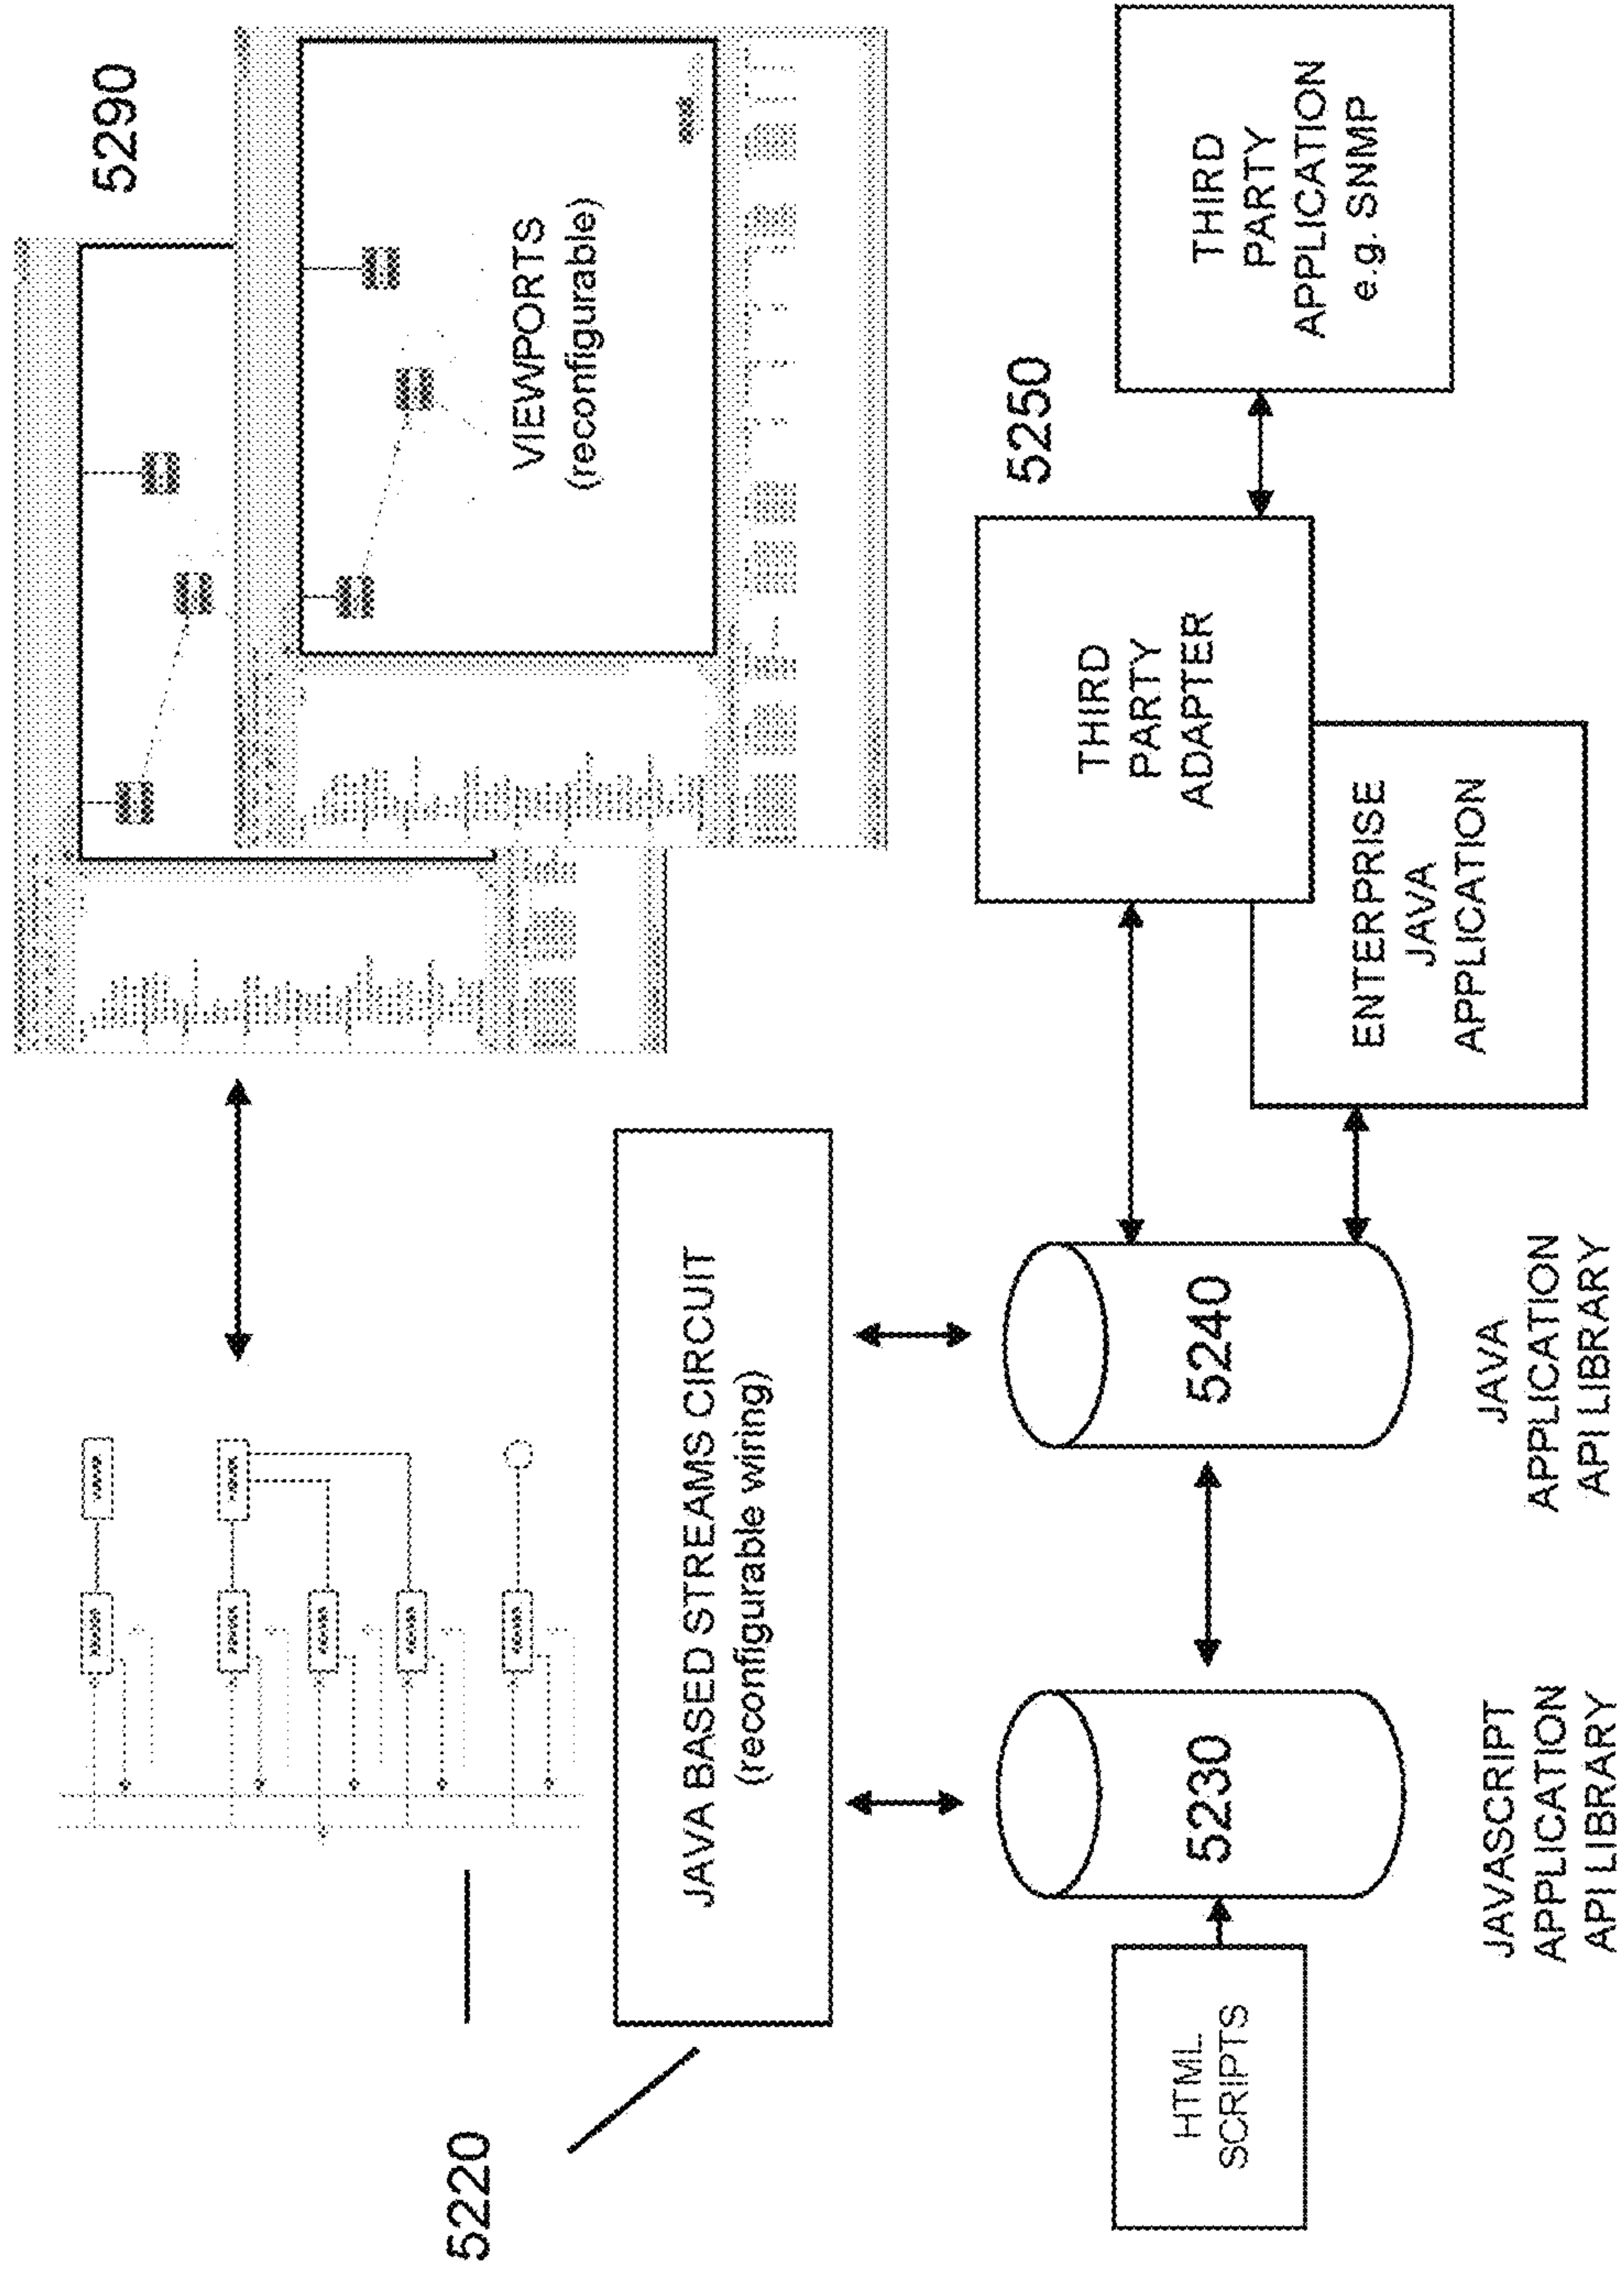 5290
VIEWPORTS
(reconfigurable)
5220
JAVA BASED STREAMS CIRCUIT
(reconfigurable wiring)
HTML
SCRIPTS
5230
JAVASCRIPT
APPLICATION
API LIBRARY
5240
JAVA
APPLICATION
API LIBRARY
THIRD
PARTY
ADAPTER
ENTERPRISE
JAVA
APPLICATION
5250
THIRD
PARTY
APPLICATION
e.g. SNMP